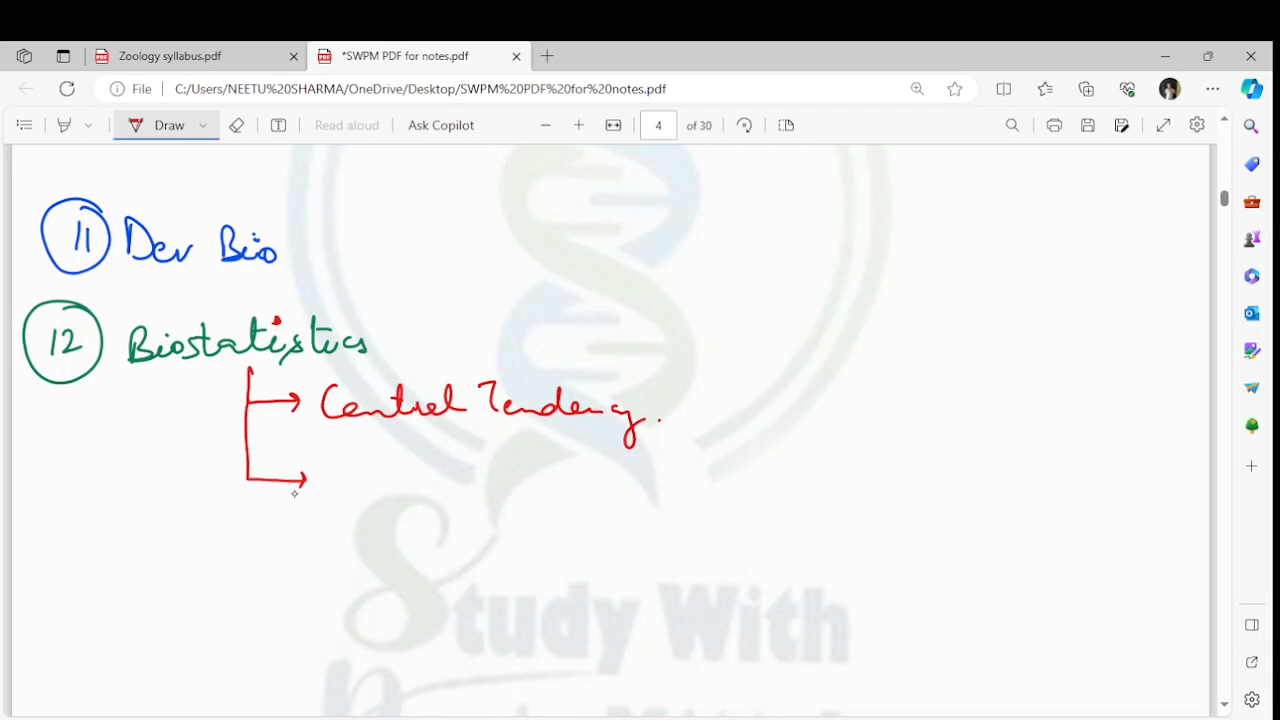 Zoology syllabus.pdf
*SWPM PDF for notes.pdf
File
C:/Users/NEETU%20SHARMA/OneDrive/Desktop/SWPM%20PDF%20for%20notes.pdf
Draw
Read aloud
Ask Copilot
4
of 30
11 Dev Bio
12 Biostatistics
Central Tendency.
Study With